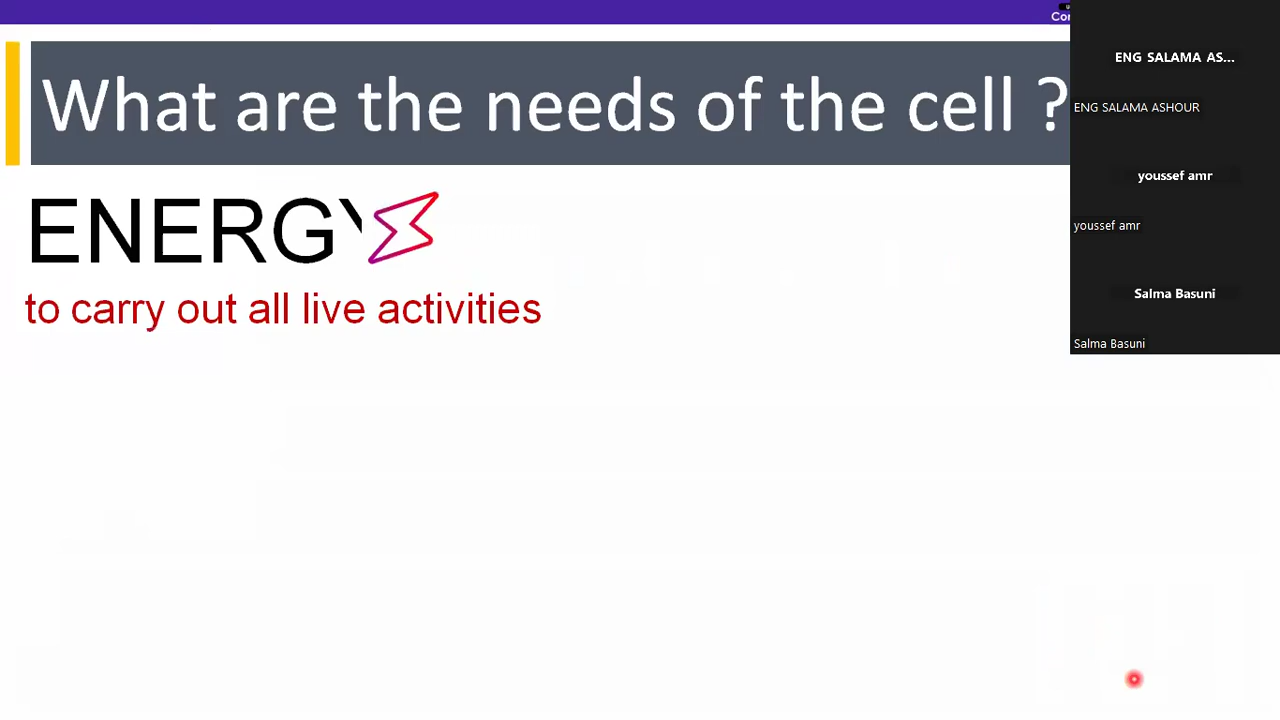 What are the needs of the cell ?
ENERGY
to carry out all live activities
ENG SALAMA AS...
ENG SALAMA ASHOUR
youssef amr
youssef amr
Salma Basuni
Salma Basuni